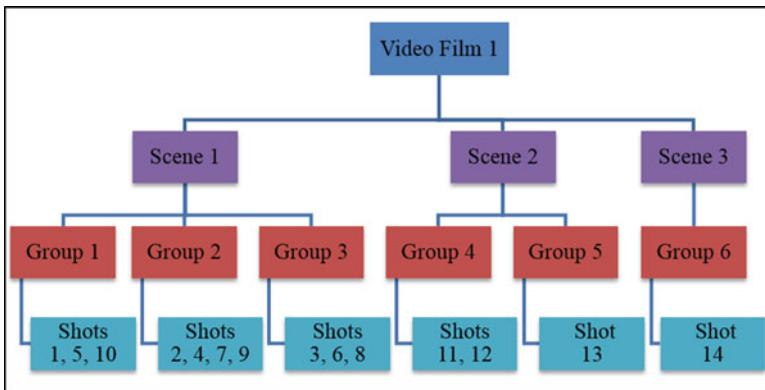 Video Film 1
Scene 1
Scene 2
Scene 3
Group 1
Group 2
Group 3
Group 4
Group 5
Group 6
Shots
1, 5, 10
Shots
2, 4, 7, 9
Shots
3, 6, 8
Shots
11, 12
Shot
13
Shot
14